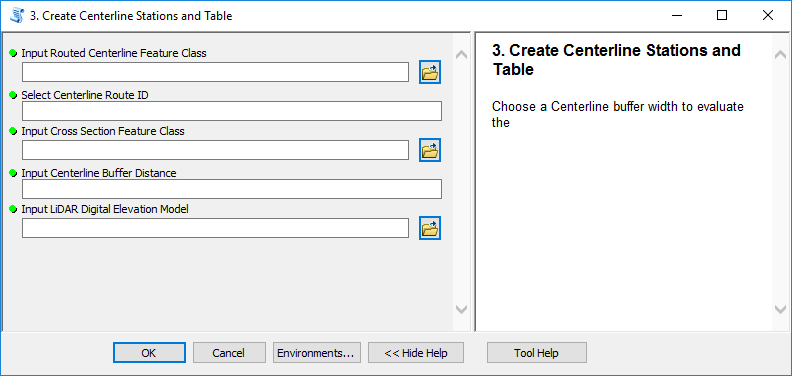 3. Create Centerline Stations and Table
Input Routed Centerline Feature Class
Select Centerline Route ID
Input Cross Section Feature Class
Input Centerline Buffer Distance
Input LiDAR Digital Elevation Model
3. Create Centerline Stations and
Table
Choose a Centerline buffer width to evaluate
the
OK
Cancel
Environments...
<< Hide Help
Tool Help